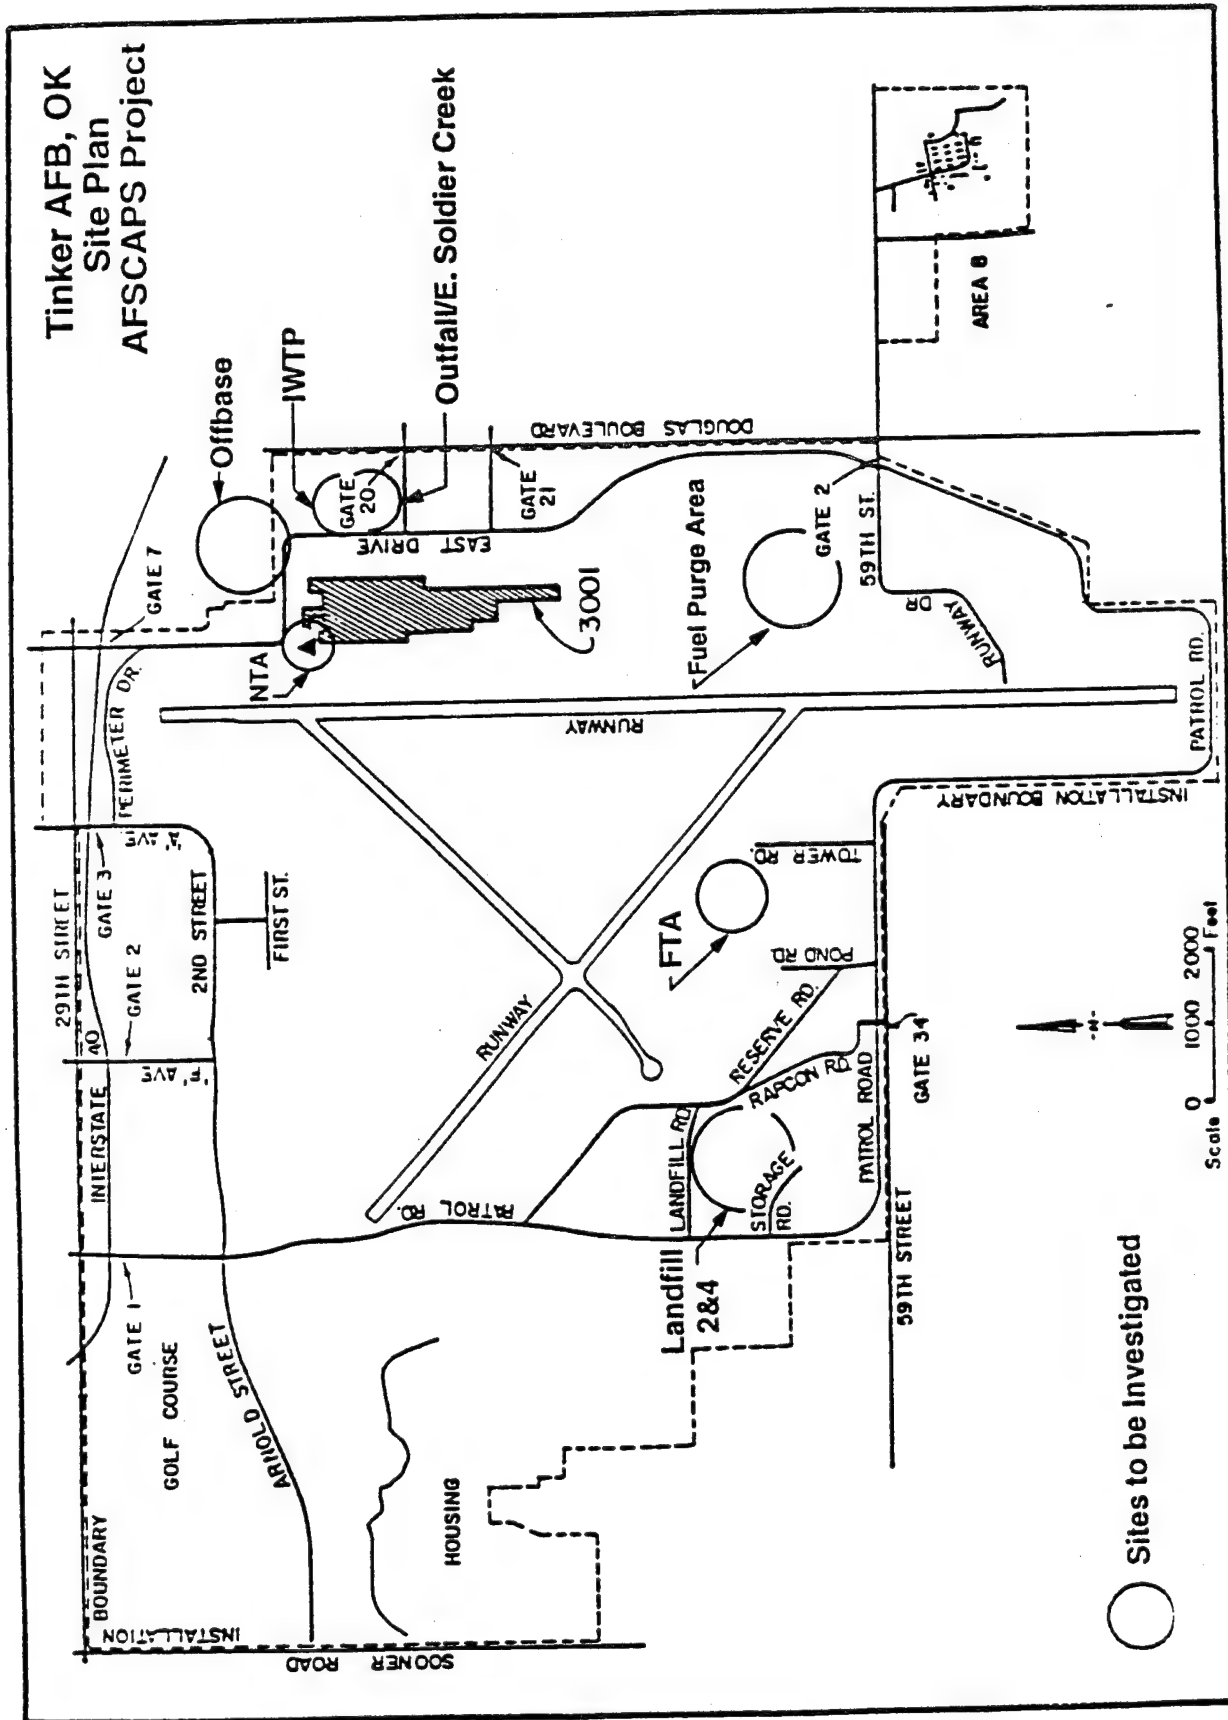 Tinker AFB, OK
Site Plan
AFSCAPS Project
Offbase
IWTP
Outfall/E. Soldier Creek
GATE 7
GATE
20
GATE
21
EAST DRIVE
DOUGLAS BOULEVARD
NTA
3001
PERIMETER DR.
29TH STREET
GATE 3
'A' AVE
2ND STREET
FIRST ST.
GATE 2
INTERSTATE
40
'F' AVE
GATE 1
GOLF COURSE
ARNOLD STREET
BOUNDARY
INSTALLATION
SOONER ROAD
HOUSING
RUNWAY
RUNWAY
PATROL RD.
Fuel Purge Area
GATE 2
59TH ST.
RUNWAY
DR
AREA B
PATROL RD.
INSTALLATION BOUNDARY
TOWER RD.
FTA
POND RD.
RESERVE RD.
RAPCON RD.
LANDFILL RD.
STORAGE
RD.
Landfill
2&4
PATROL ROAD
GATE 34
59TH STREET
-N-
0 1000 2000
Scale Feet
Sites to be Investigated